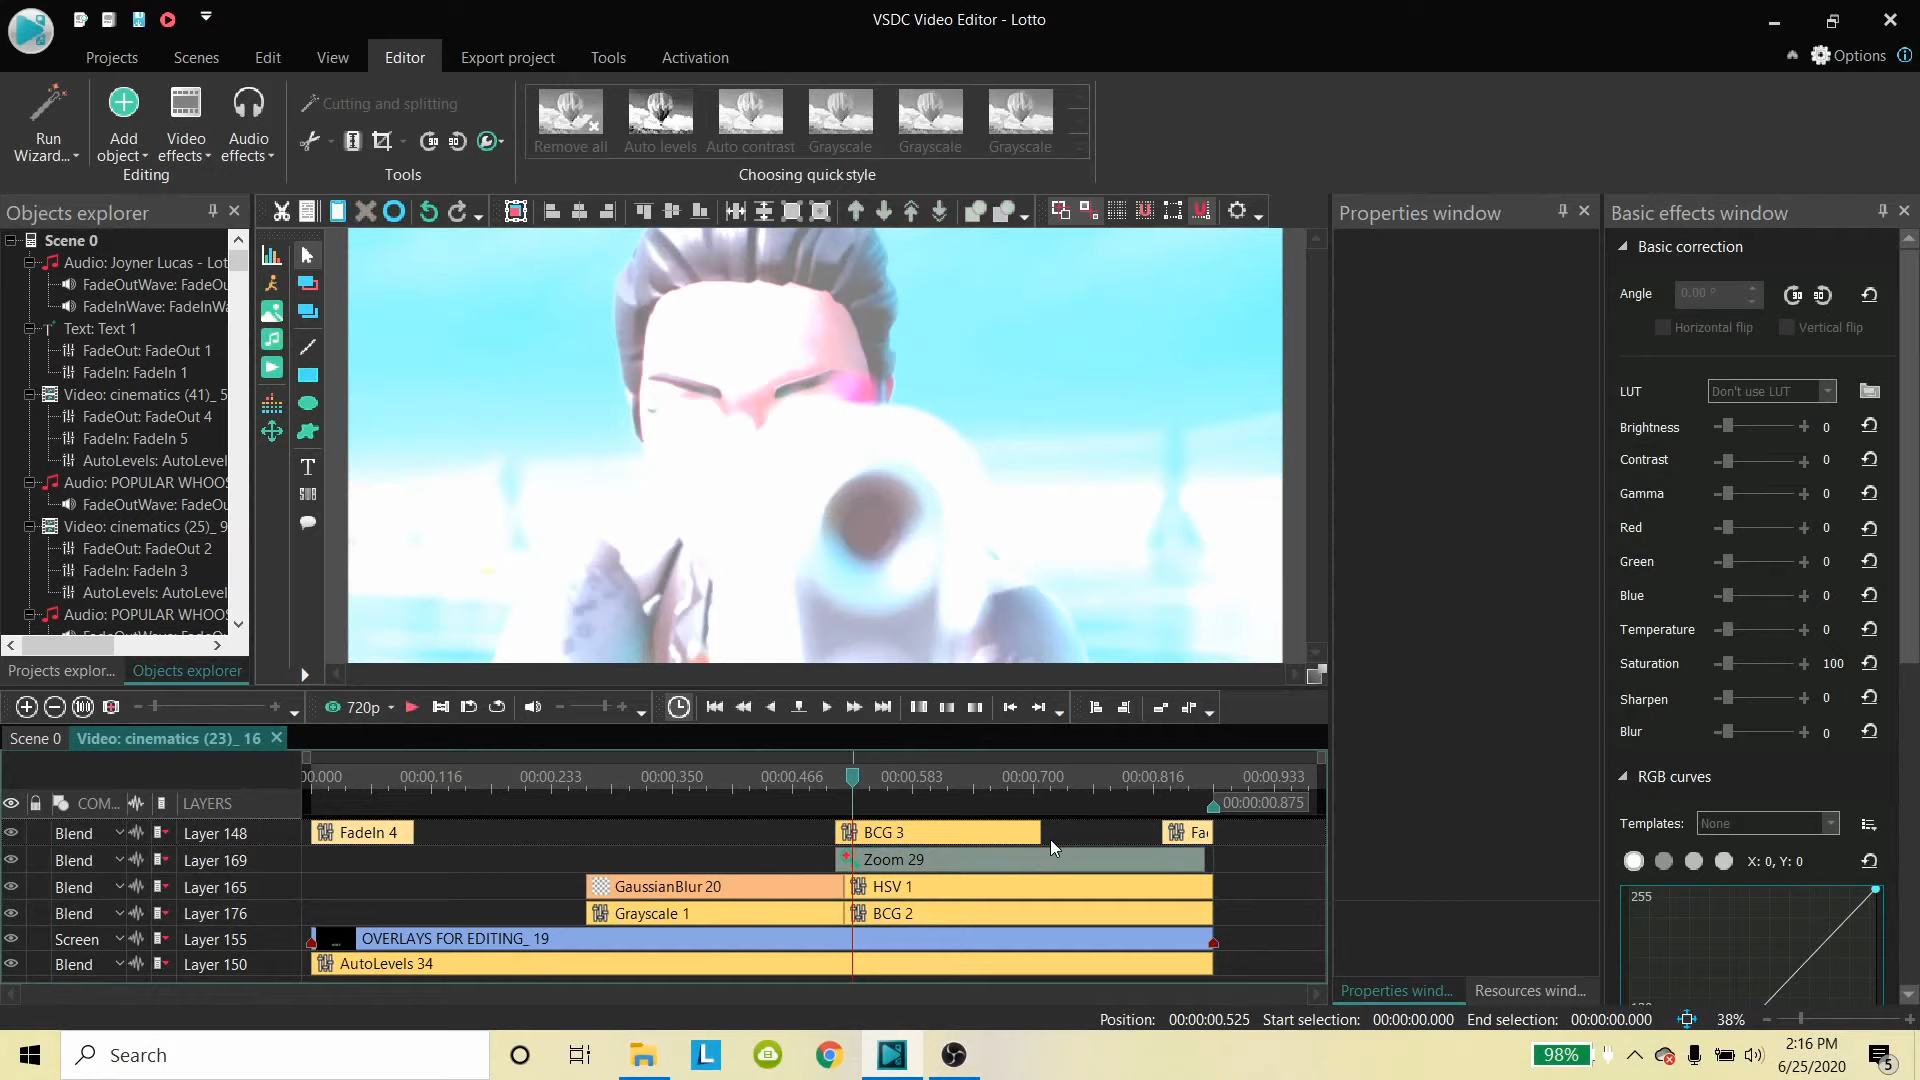 VSDC Video Editor - Lotto
Projects Scenes Edit View Editor Export project Tools Activation
Options
Run Wizard...
Add object
Video effects
Audio effects
Editing
Cutting and splitting
Tools
Remove all Auto levels Auto contrast Grayscale Grayscale Grayscale
Choosing quick style
Objects explorer
Scene 0
Audio: Joyner Lucas - Lot
FadeOutWave: FadeOu
FadeInWave: FadeInWa
Text: Text 1
FadeOut: FadeOut 1
FadeIn: FadeIn 1
Video: cinematics (41)_ 5
FadeOut: FadeOut 4
FadeIn: FadeIn 5
AutoLevels: AutoLevel
Audio: POPULAR WHOOS
FadeOutWave: FadeOu
Video: cinematics (25)_ 9
FadeOut: FadeOut 2
FadeIn: FadeIn 3
AutoLevels: AutoLevel
Audio: POPULAR WHOOS
Projects explor... Objects explorer
Properties window
Properties wind... Resources wind...
Basic effects window
Basic correction
Angle 0.00 °
Horizontal flip Vertical flip
LUT Don't use LUT
Brightness 0
Contrast 0
Gamma 0
Red 0
Green 0
Blue 0
Temperature 0
Saturation 100
Sharpen 0
Blur 0
RGB curves
Templates: None
X: 0, Y: 0
255
720p
Scene 0 Video: cinematics (23)_ 16
00.000 00:00.116 00:00.233 00:00.350 00:00.466 00:00.583 00:00.700 00:00.816 00:00.933
COM... LAYERS
00:00:00.875
Blend Layer 148 FadeIn 4 BCG 3 Fa
Blend Layer 169 Zoom 29
Blend Layer 165 GaussianBlur 20 HSV 1
Blend Layer 176 Grayscale 1 BCG 2
Screen Layer 155 OVERLAYS FOR EDITING_ 19
Blend Layer 150 AutoLevels 34
Position: 00:00:00.525 Start selection: 00:00:00.000 End selection: 00:00:00.000 38%
Search
98%
2:16 PM
6/25/2020
5